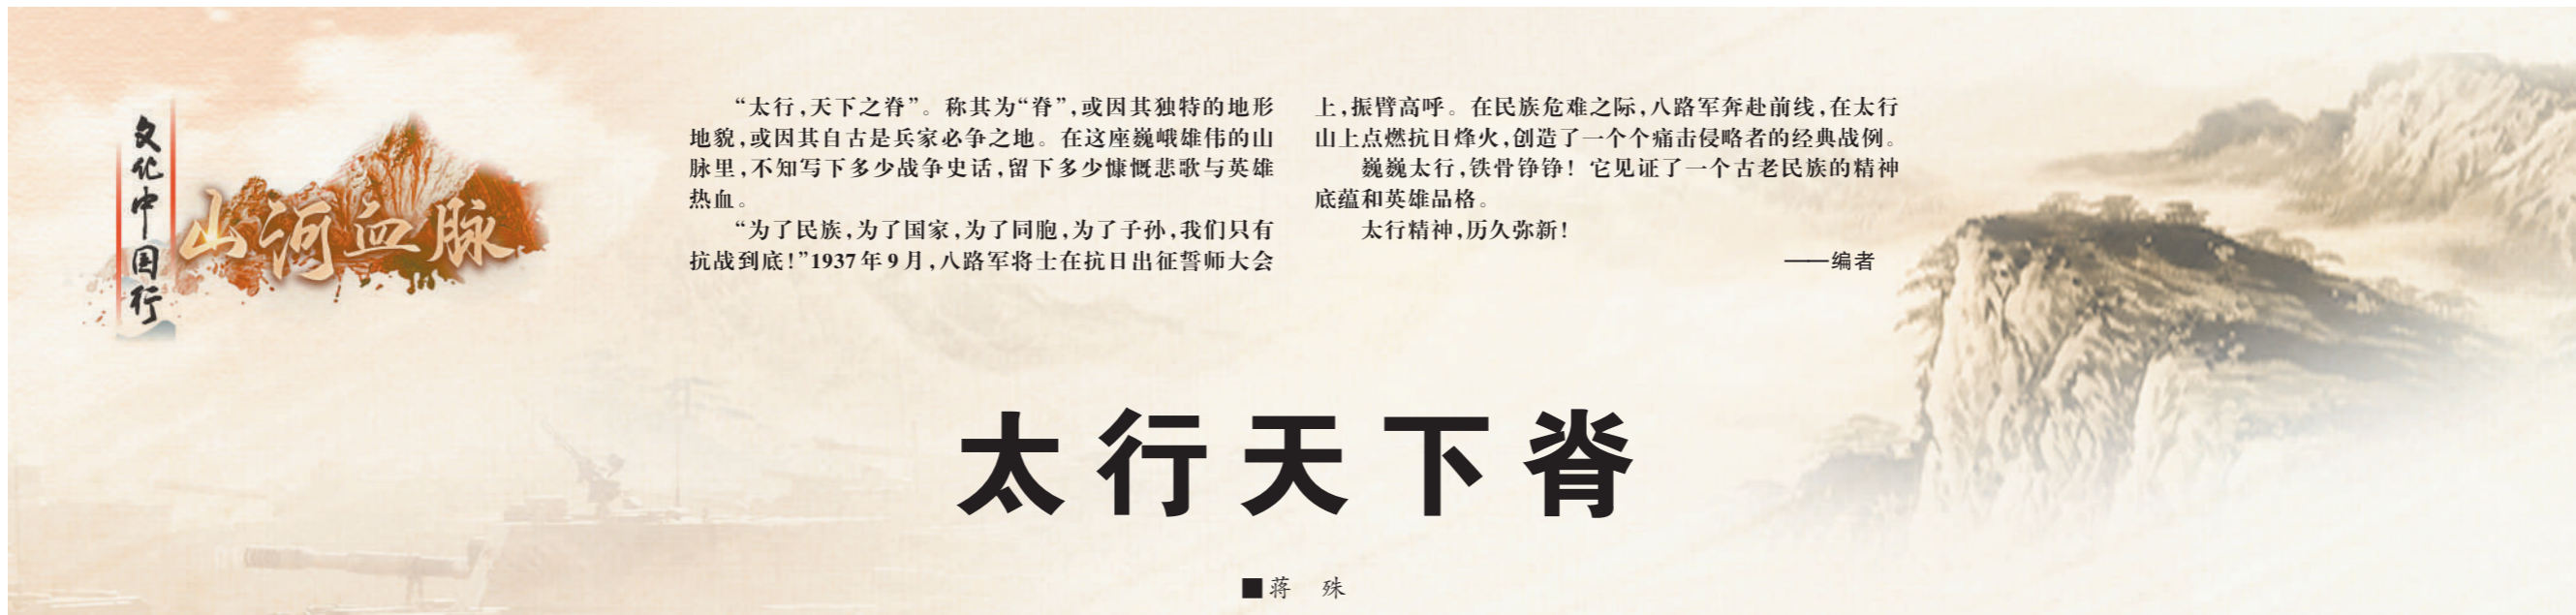 文化中国行
山河血脉
“太行，天下之脊”。称其为“脊”，或因其独特的地形
地貌，或因其自古是兵家必争之地。在这座巍峨雄伟的山
脉里，不知写下多少战争史话，留下多少慷慨悲歌与英雄
热血。
“为了民族，为了国家，为了同胞，为了子孙，我们只有
抗战到底！”1937年9月，八路军将士在抗日出征誓师大会
上，振臂高呼。在民族危难之际，八路军奔赴前线，在太行
山上点燃抗日烽火，创造了一个个痛击侵略者的经典战例。
巍巍太行，铁骨铮铮！它见证了一个古老民族的精神
底蕴和英雄品格。
太行精神，历久弥新！
——编者
太行天下脊
■蒋　殊